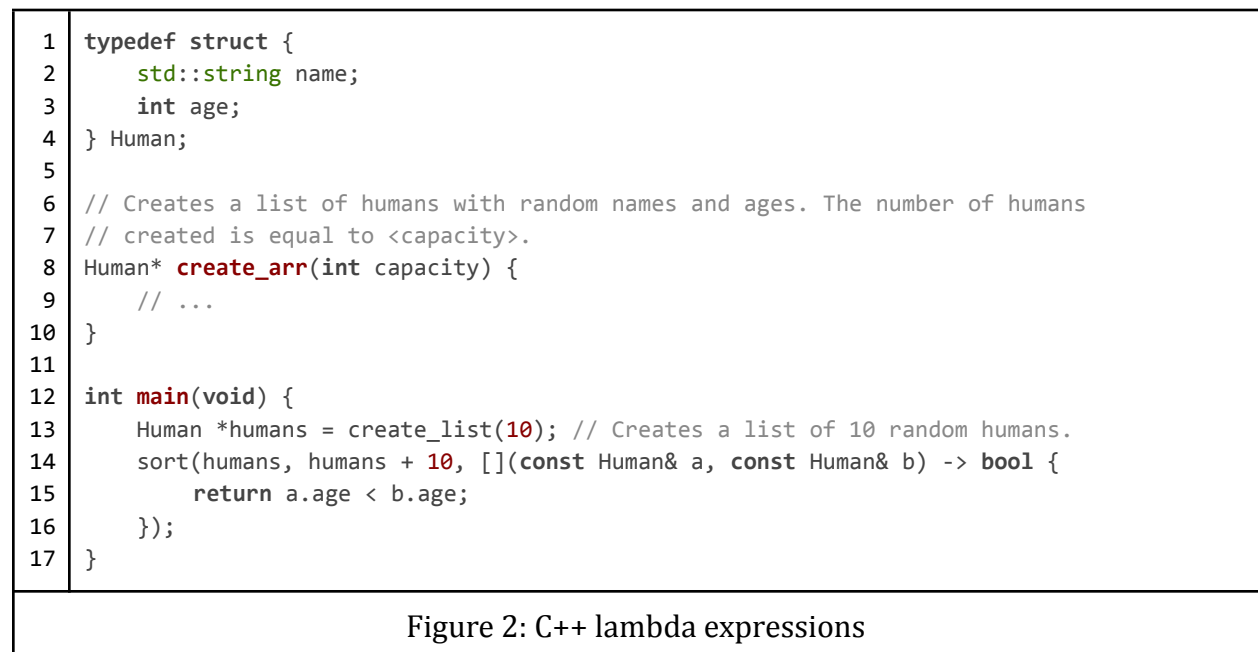 1 typedef struct {
2     std::string name;
3     int age;
4 } Human;
5
6 // Creates a list of humans with random names and ages. The number of humans
7 // created is equal to <capacity>.
8 Human* create_arr(int capacity) {
9     // ...
10 }
11
12 int main(void) {
13     Human *humans = create_list(10); // Creates a list of 10 random humans.
14     sort(humans, humans + 10, [](const Human& a, const Human& b) -> bool {
15         return a.age < b.age;
16     });
17 }
Figure 2: C++ lambda expressions